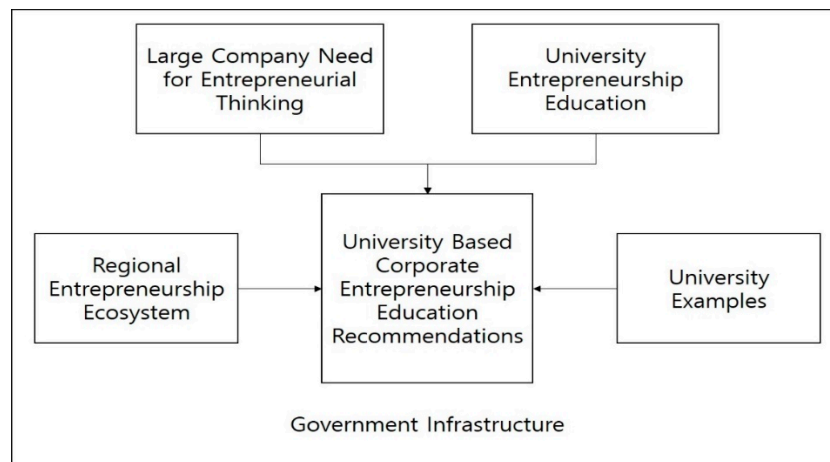 Large Company Need
for Entrepreneurial
Thinking
University
Entrepreneurship
Education
Regional
Entrepreneurship
Ecosystem
University Based
Corporate
Entrepreneurship
Education
Recommendations
University
Examples
Government Infrastructure